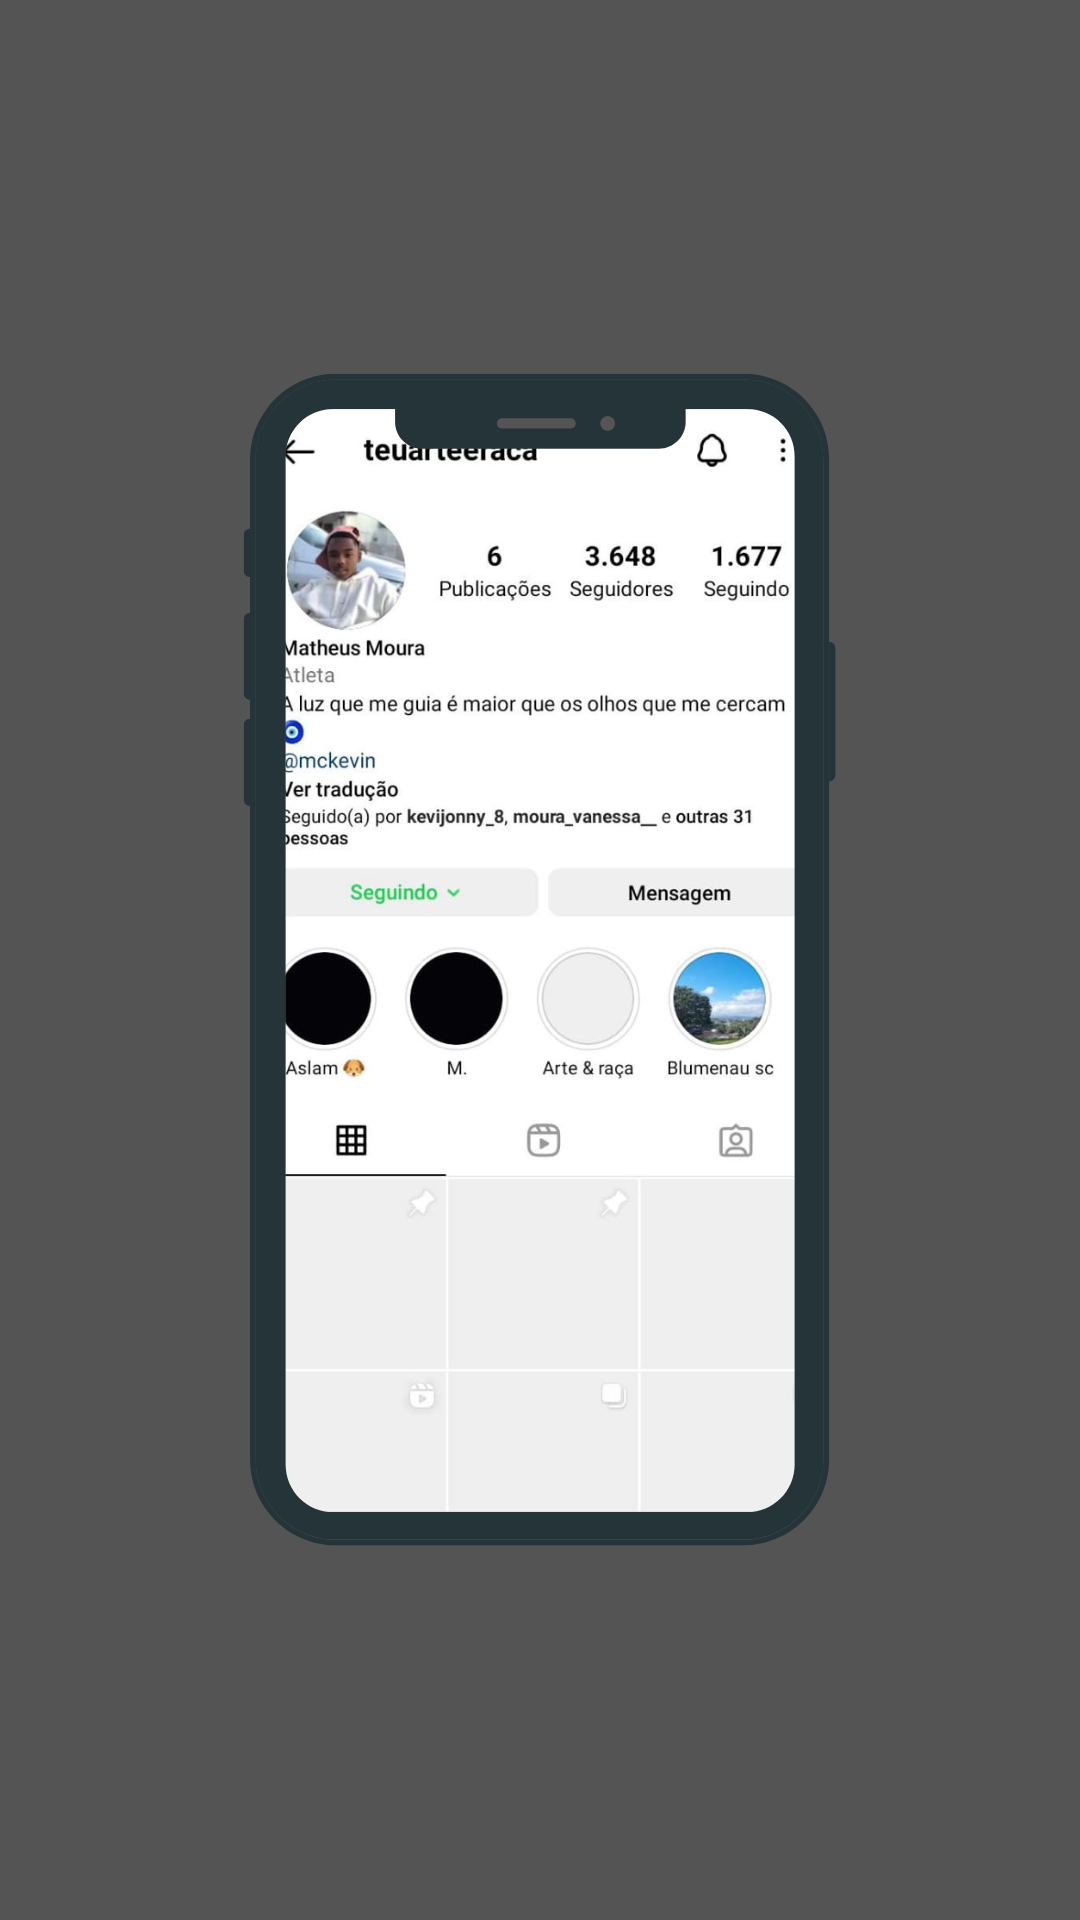 teuarteeraca
6 3.648 1.677
Publicações Seguidores Seguindo
Matheus Moura
Atleta
A luz que me guia é maior que os olhos que me cercam
@mckevin
Ver tradução
Seguido(a) por kevijonny_8, moura_vanessa__ e outras 31
pessoas
Seguindo Mensagem
Aslam M. Arte & raça Blumenau sc